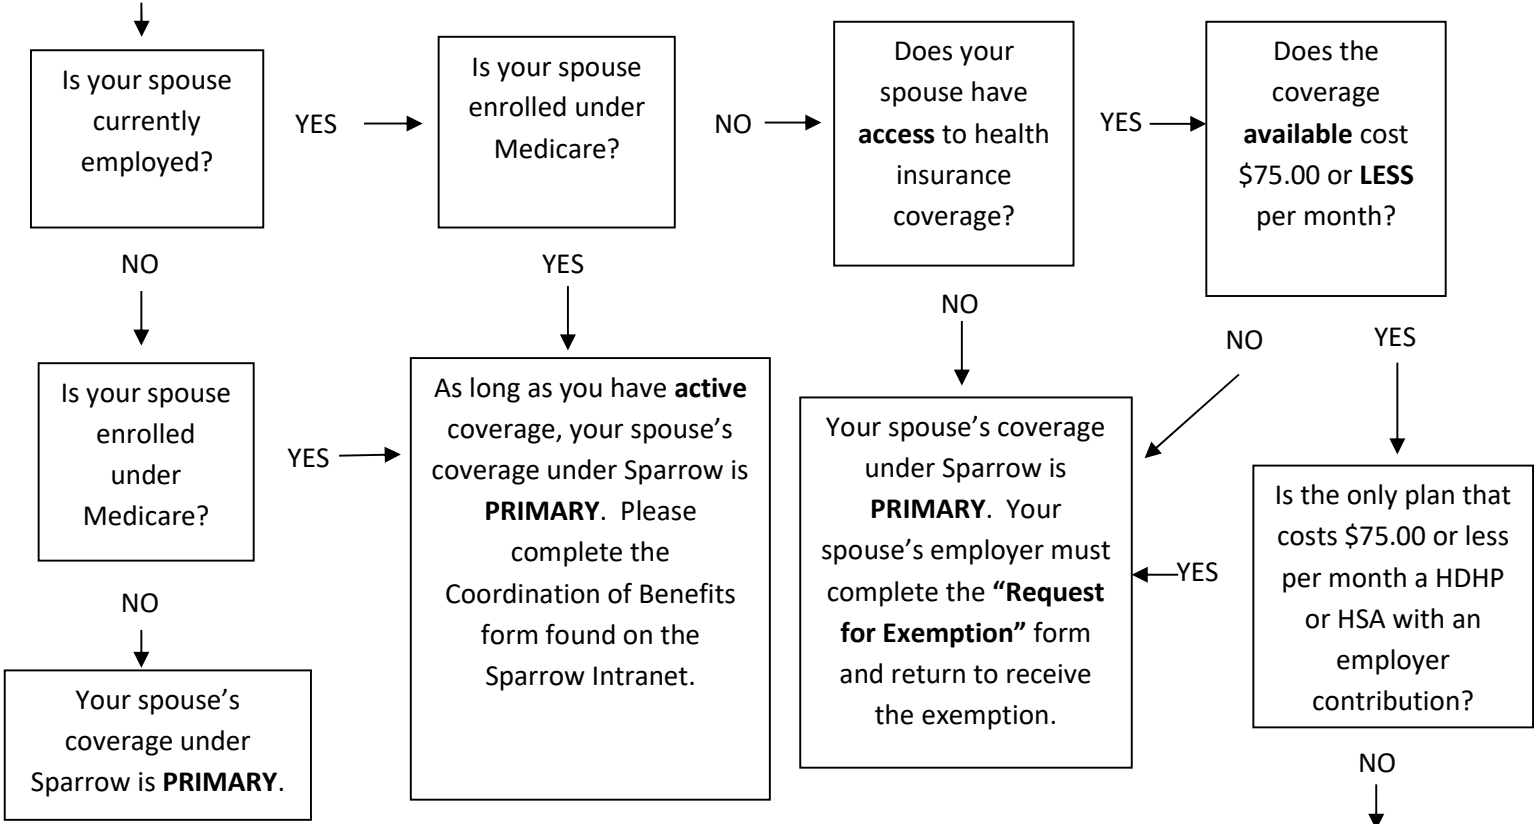 Is your spouse
currently
employed?
YES
Is your spouse
enrolled under
Medicare?
NO
Does your
spouse have
access to health
insurance
coverage?
YES
Does the
coverage
available cost
$75.00 or LESS
per month?
NO
YES
NO
NO
YES
Is your spouse
enrolled
under
Medicare?
YES
As long as you have active
coverage, your spouse’s
coverage under Sparrow is
PRIMARY.  Please
complete the
Coordination of Benefits
form found on the
Sparrow Intranet.
Your spouse’s coverage
under Sparrow is
PRIMARY.  Your
spouse’s employer must
complete the “Request
for Exemption” form
and return to receive
the exemption.
YES
Is the only plan that
costs $75.00 or less
per month a HDHP
or HSA with an
employer
contribution?
NO
Your spouse’s
coverage under
Sparrow is PRIMARY.
NO